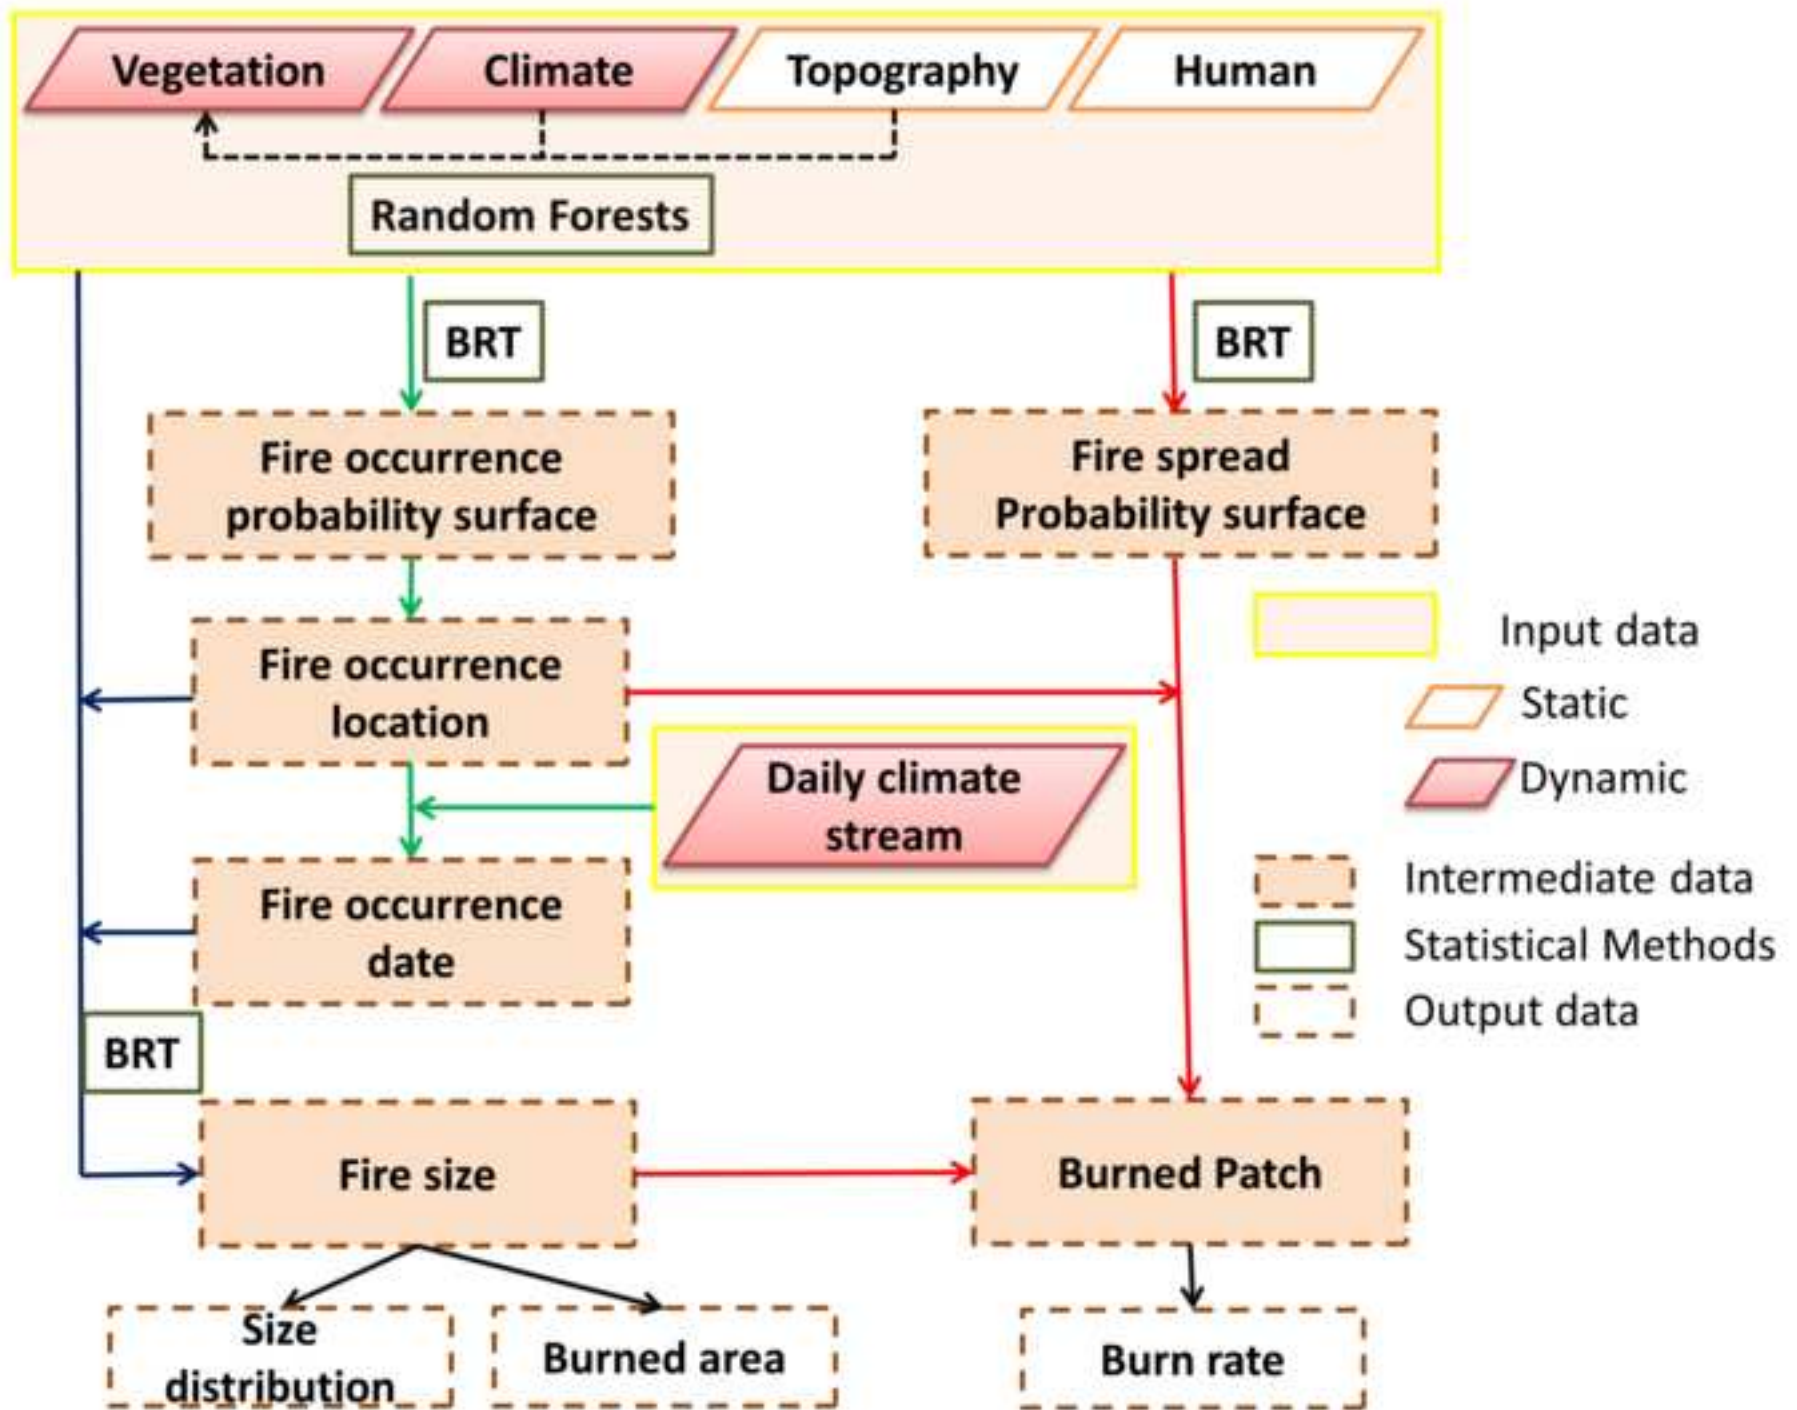 Vegetation
Climate
Topography
Human
Random Forests
BRT
BRT
Fire occurrence
probability surface
Fire spread
Probability surface
Input data
Fire occurrence
location
Static
Daily climate
stream
Dynamic
Fire occurrence
date
Intermediate data
Statistical Methods
Output data
BRT
Fire size
Burned Patch
Size
distribution
Burned area
Burn rate